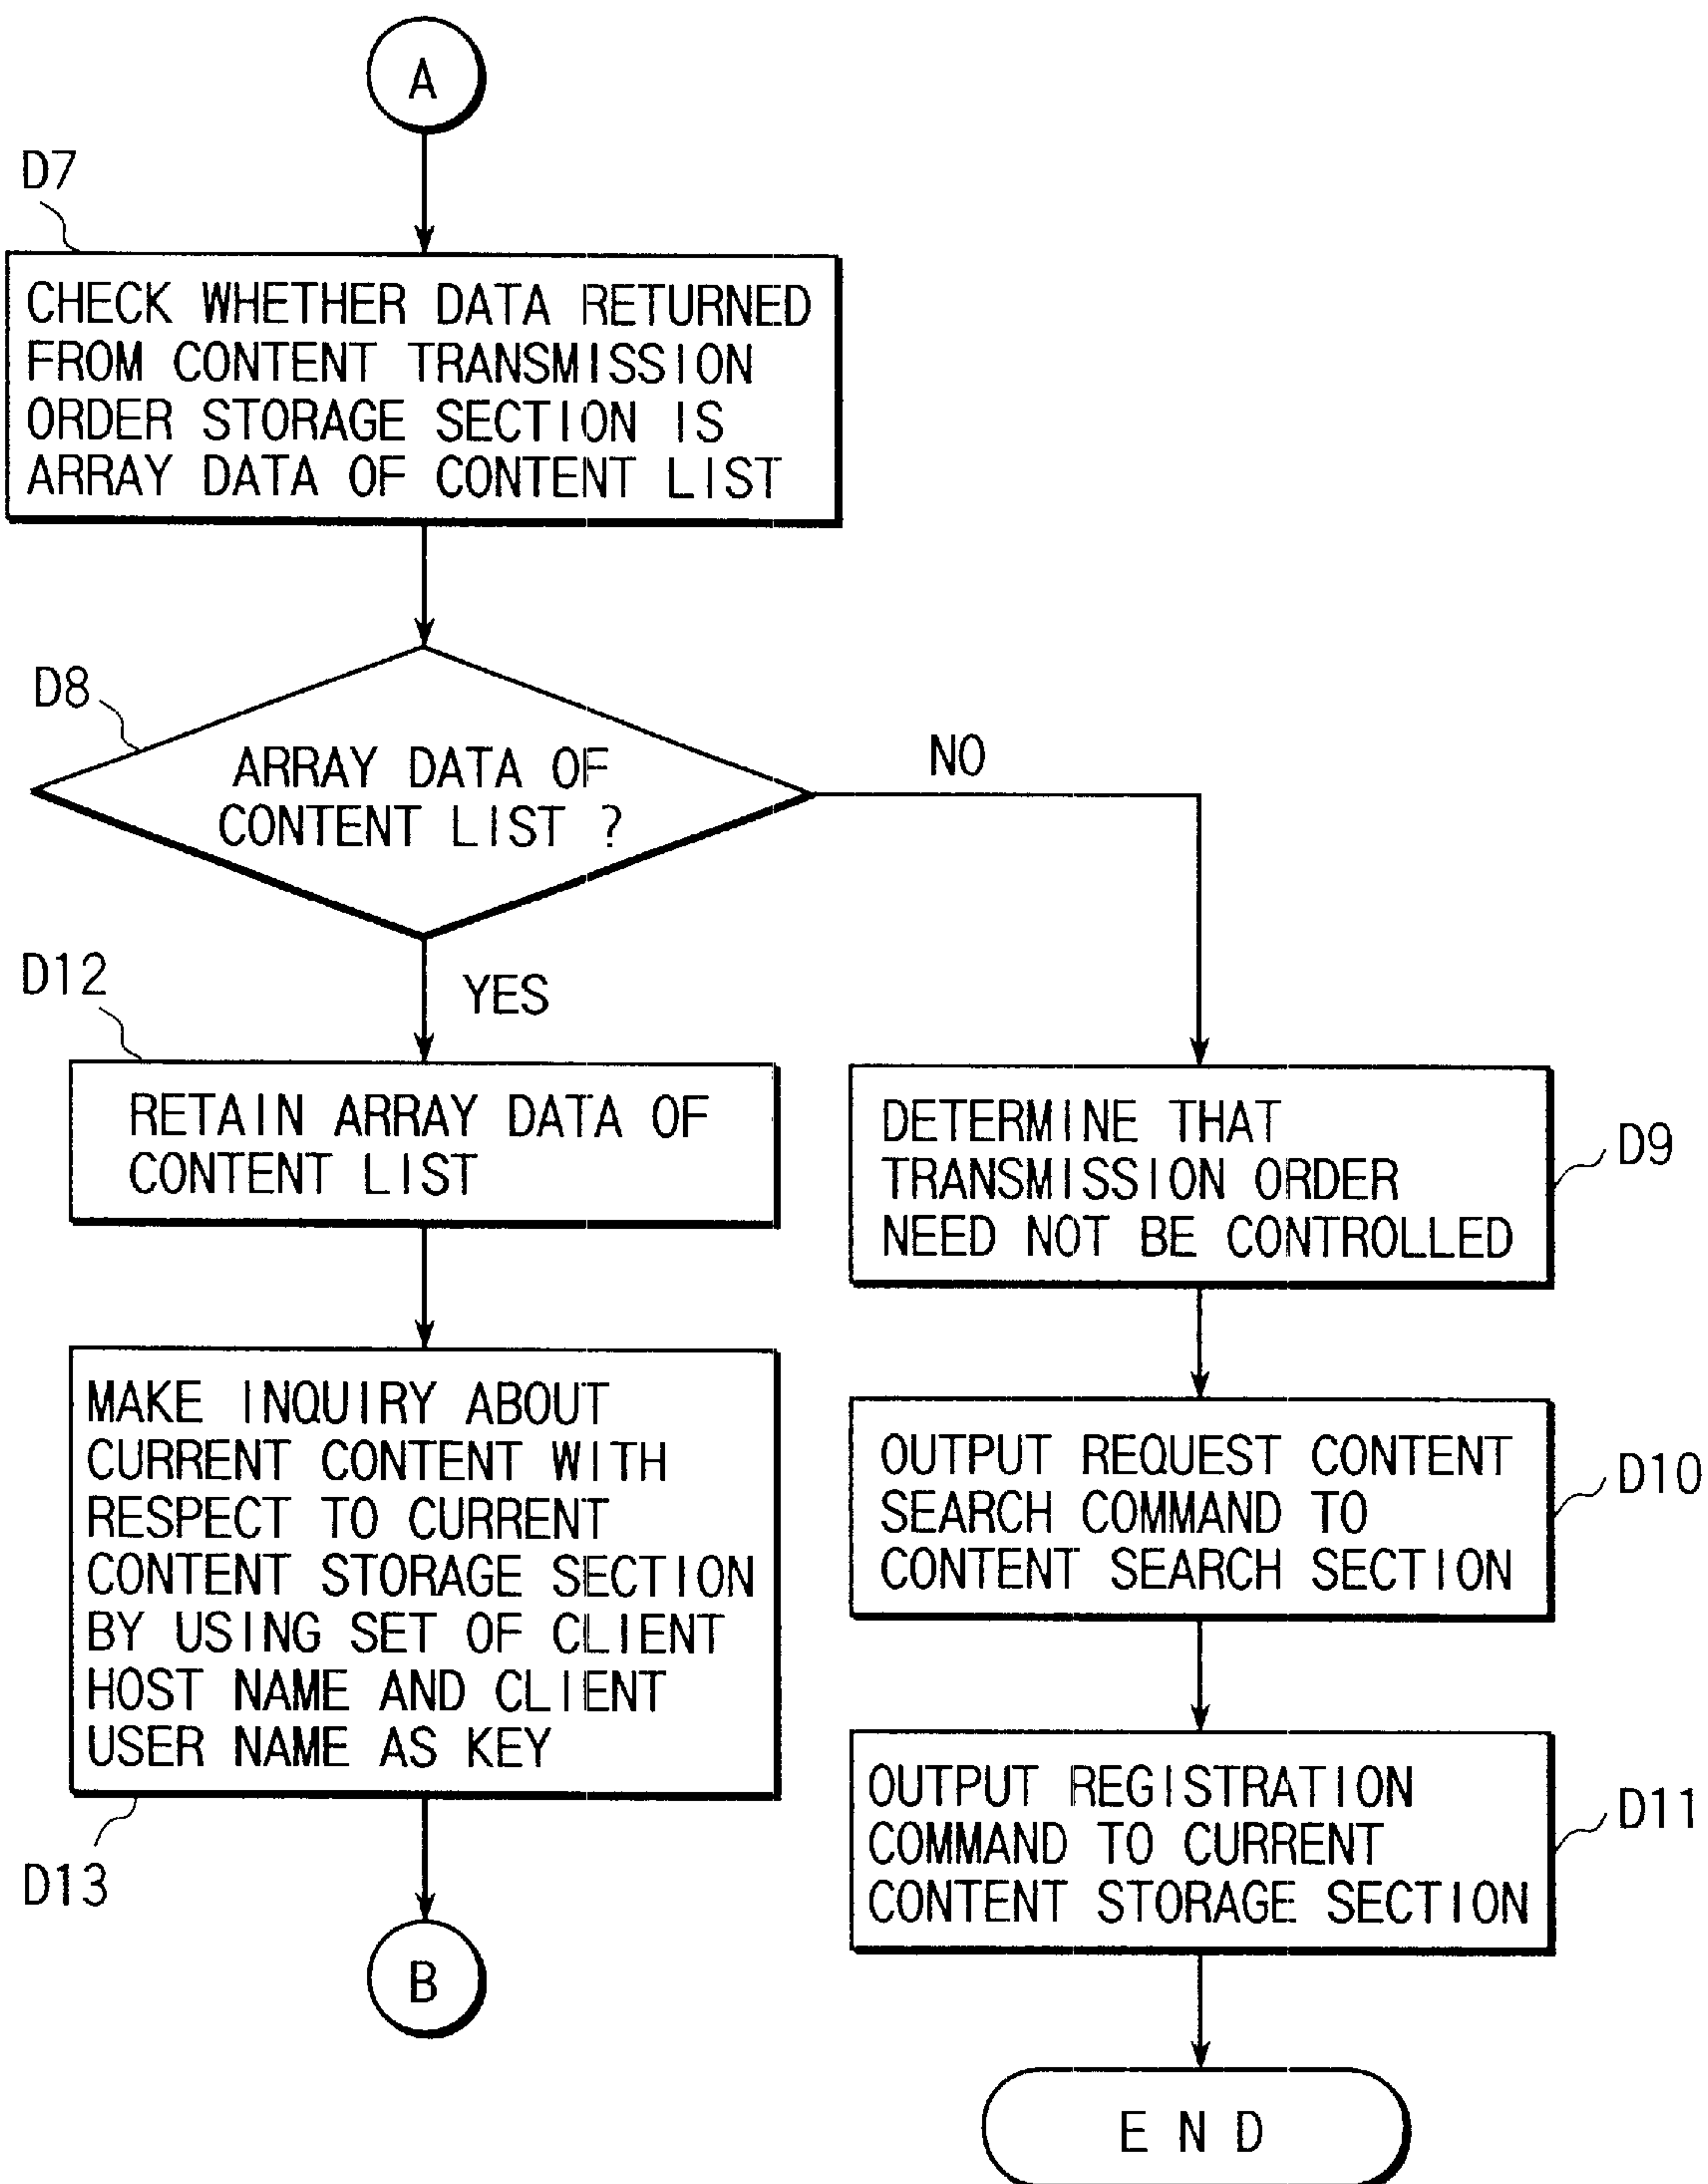 A
D7
CHECK WHETHER DATA RETURNED
FROM CONTENT TRANSMISSION
ORDER STORAGE SECTION IS
ARRAY DATA OF CONTENT LIST
D8
ARRAY DATA OF
CONTENT LIST ?
NO
YES
D12
RETAIN ARRAY DATA OF
CONTENT LIST
MAKE INQUIRY ABOUT
CURRENT CONTENT WITH
RESPECT TO CURRENT
CONTENT STORAGE SECTION
BY USING SET OF CLIENT
HOST NAME AND CLIENT
USER NAME AS KEY
D13
B
DETERMINE THAT
TRANSMISSION ORDER
NEED NOT BE CONTROLLED
D9
OUTPUT REQUEST CONTENT
SEARCH COMMAND TO
CONTENT SEARCH SECTION
D10
OUTPUT REGISTRATION
COMMAND TO CURRENT
CONTENT STORAGE SECTION
D11
END